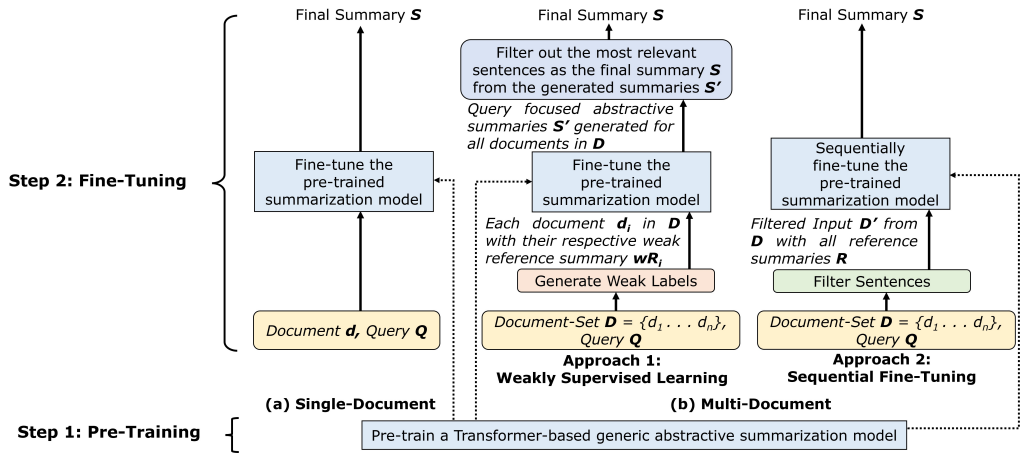 Final Summary S
Final Summary S
Final Summary S
Filter out the most relevant
sentences as the final summary S
from the generated summaries S’
Query focused abstractive
summaries S’ generated for
all documents in D
Step 2: Fine-Tuning
Fine-tune the
pre-trained
summarization model
Fine-tune the
pre-trained
summarization model
Sequentially
fine-tune the
pre-trained
summarization model
Each document di in D
with their respective weak
reference summary wRi
Filtered Input D’ from
D with all reference
summaries R
Generate Weak Labels
Filter Sentences
Document d, Query Q
Document-Set D = {d1 . . . dn},
Query Q
Document-Set D = {d1 . . . dn},
Query Q
Approach 1:
Weakly Supervised Learning
Approach 2:
Sequential Fine-Tuning
(a) Single-Document
(b) Multi-Document
Step 1: Pre-Training
Pre-train a Transformer-based generic abstractive summarization model